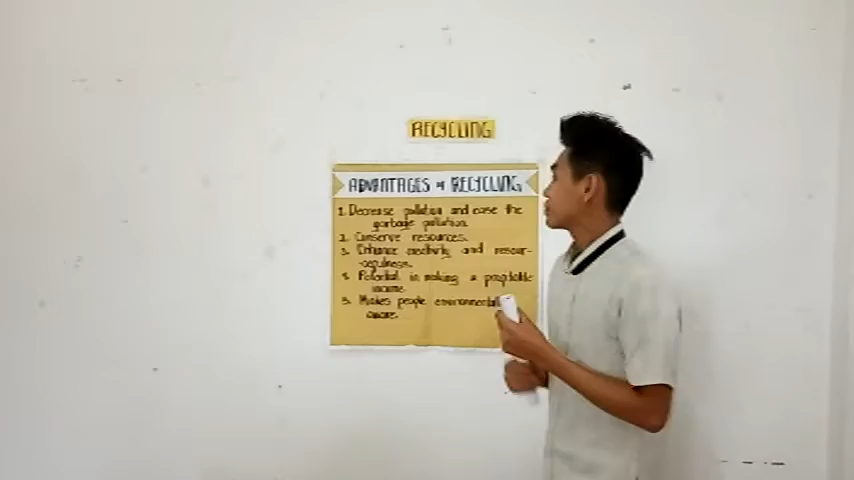 RECYCLING
ADVANTAGES of RECYCLING
1. Decrease pollution and ease the
garbage pollution.
2. Conserve resources.
3. Enhance creativity and resour-
-cefulness.
4. Potential in making a profitable
income.
5. Makes people environmental
aware.